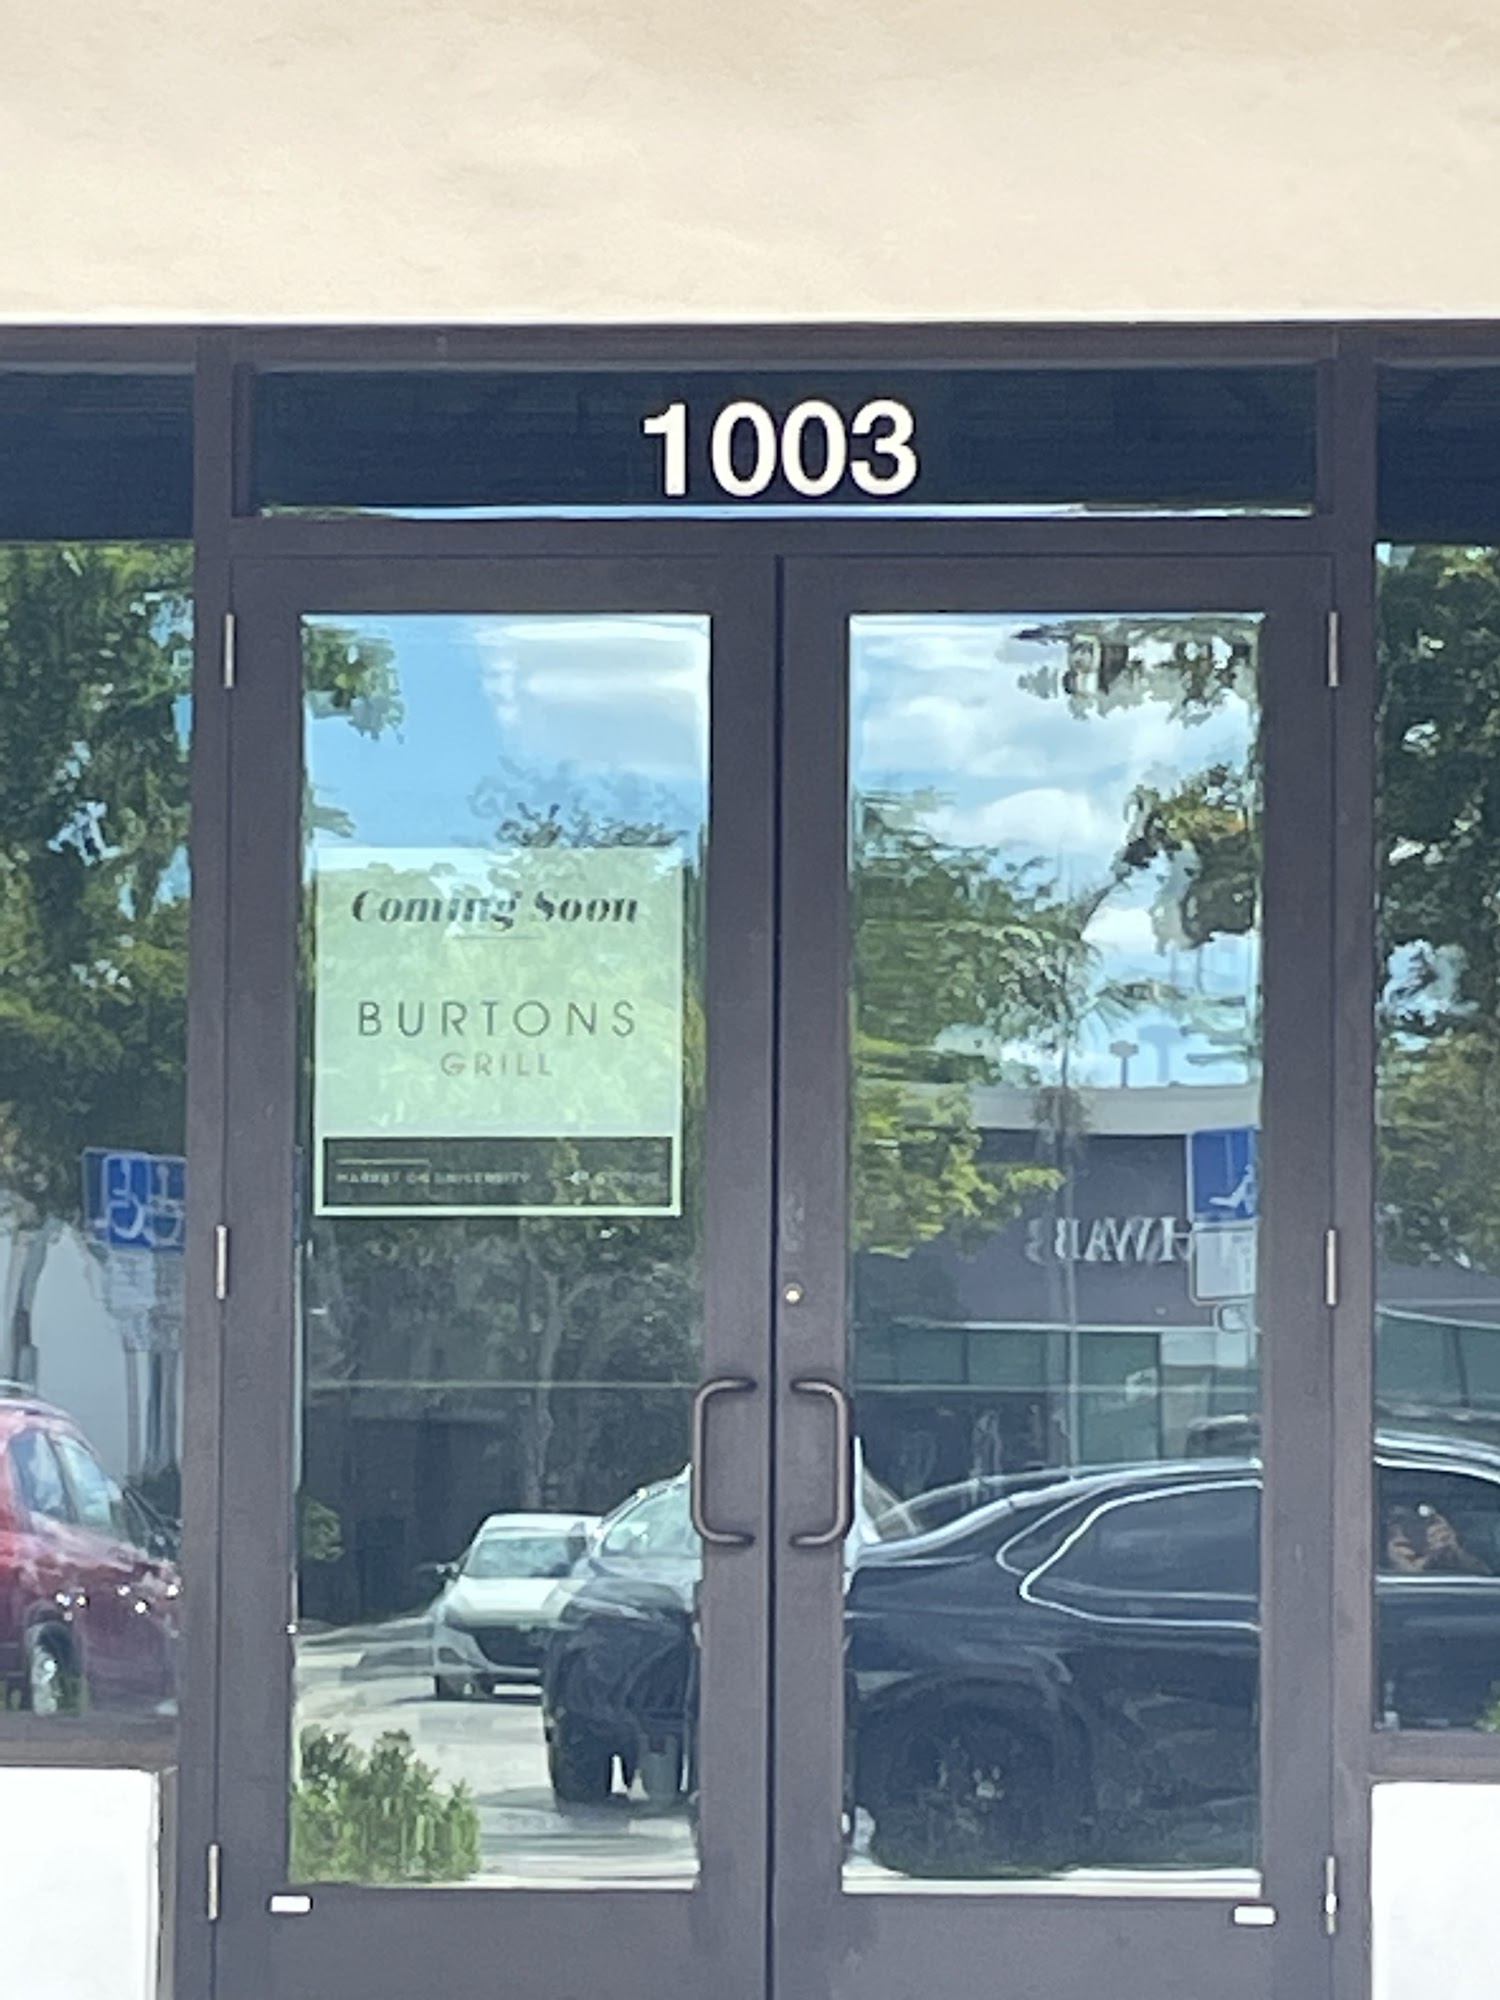 1003
Coming Soon
BURTONS
GRILL
MARKET ON UNIVERSITY